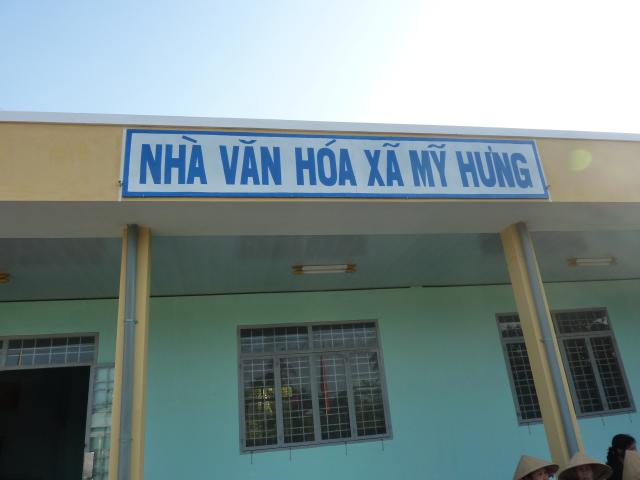 NHÀ VĂN HÓA XÃ MỸ HƯNG